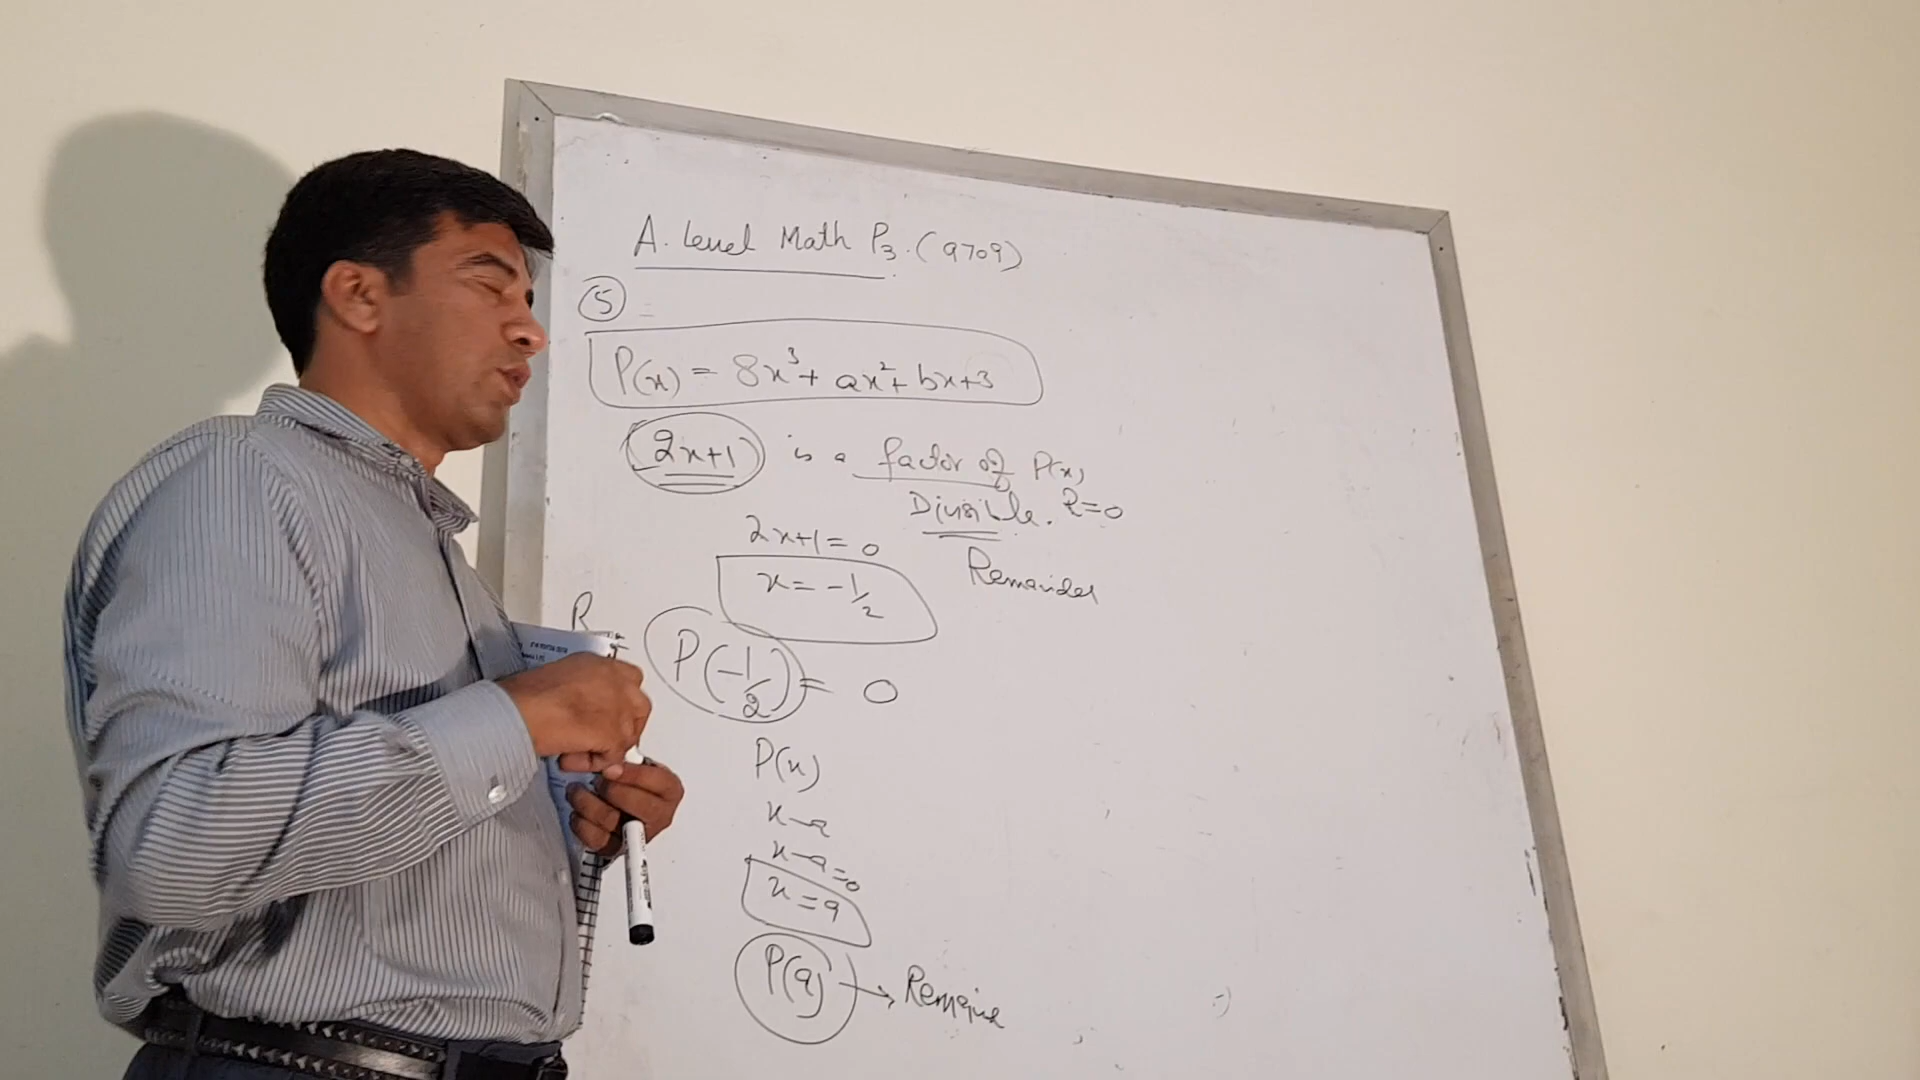 A. Level Math P3. (9709)
5
P(x) = 8x³ + ax² + bx + 3
(2x+1) is a factor of P(x)
Divisible. R=0
2x+1=0
Remainder
x = -1/2
P(-1/2) = 0
P(x)
x-a
x-a=0
x=a
P(a) → Remaine